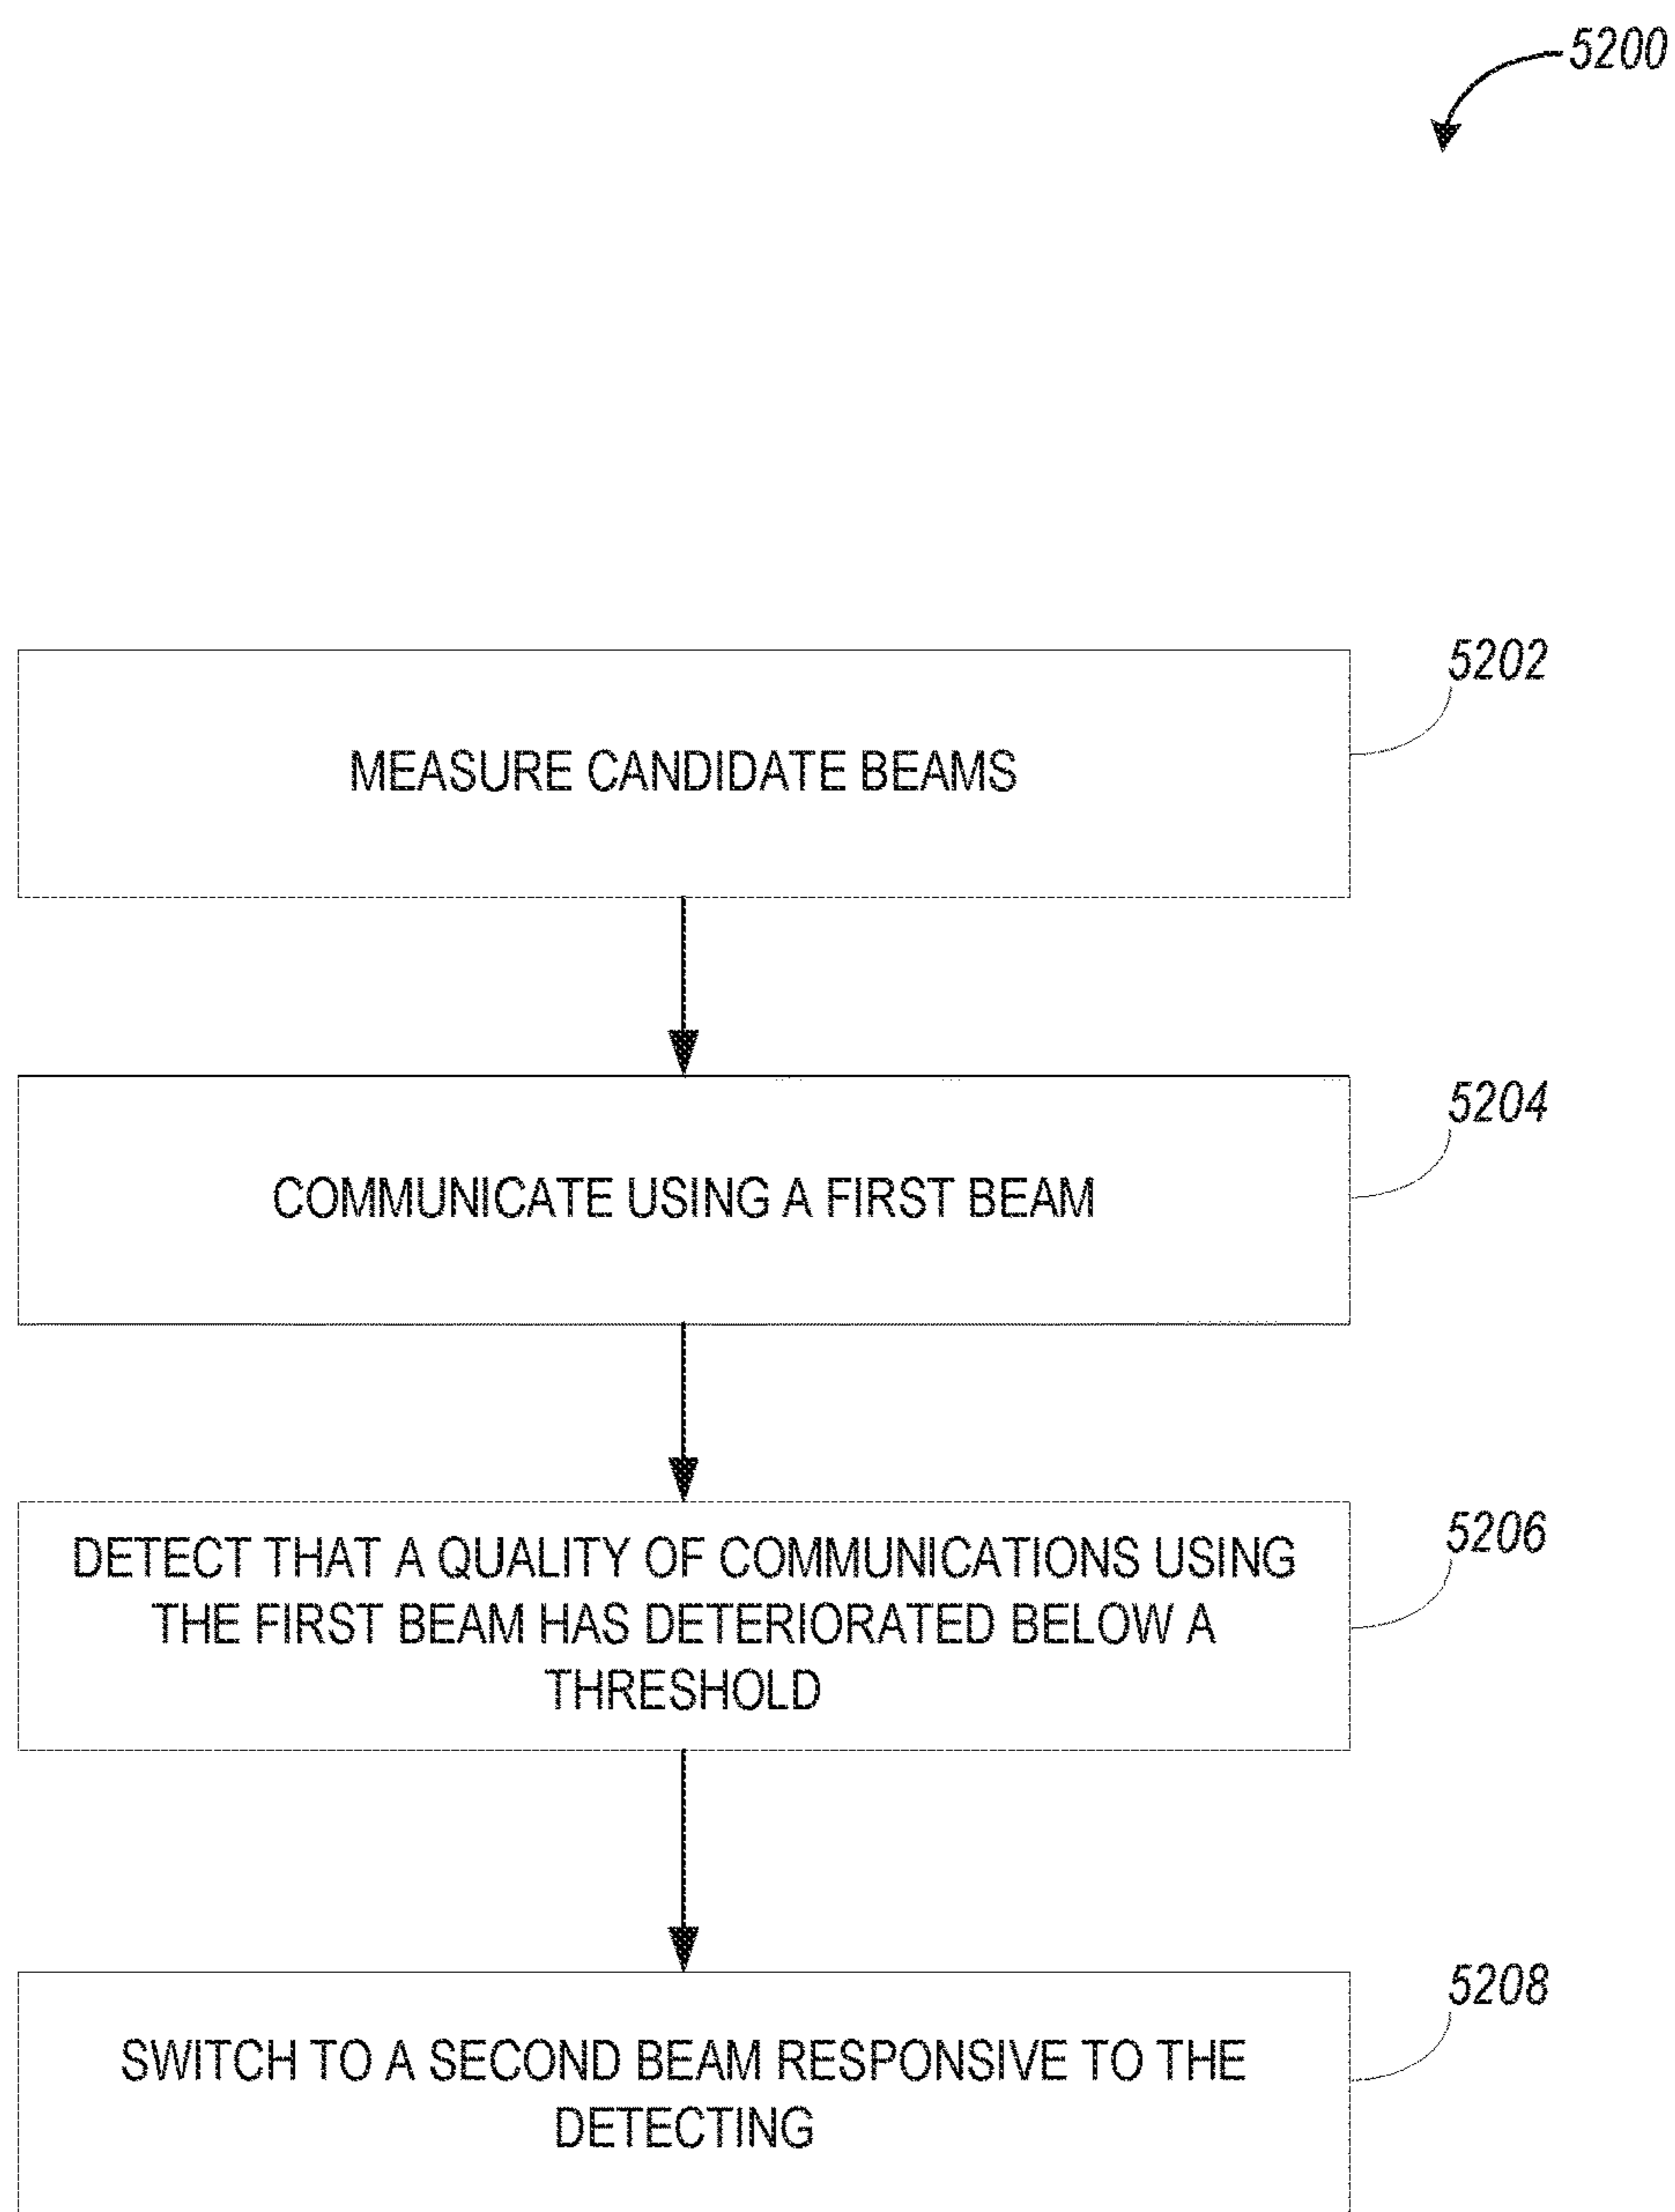 5200
5202
MEASURE CANDIDATE BEAMS
5204
COMMUNICATE USING A FIRST BEAM
5206
DETECT THAT A QUALITY OF COMMUNICATIONS USING
THE FIRST BEAM HAS DETERIORATED BELOW A
THRESHOLD
5208
SWITCH TO A SECOND BEAM RESPONSIVE TO THE
DETECTING